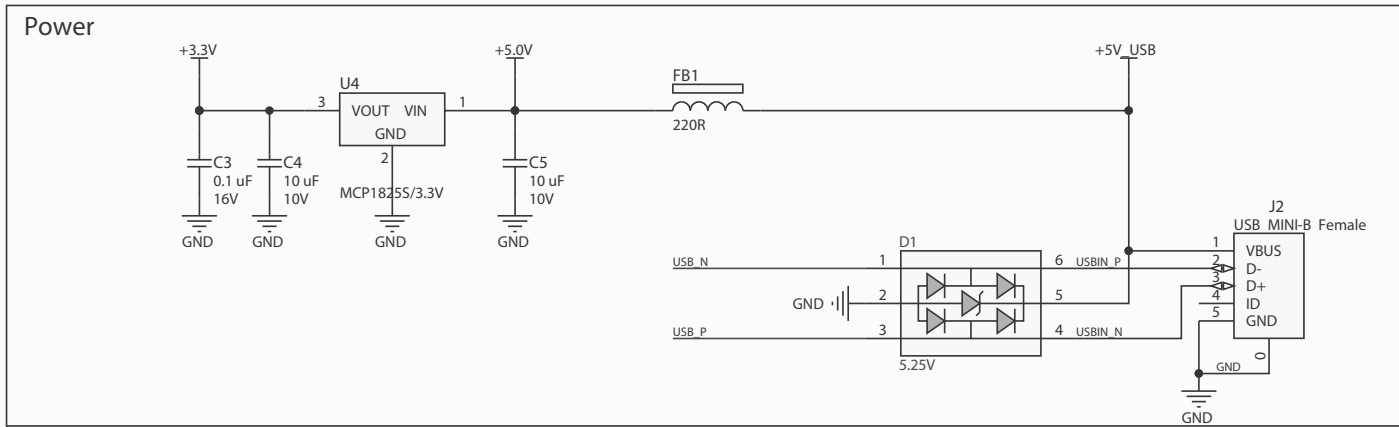 Power
+3.3V
+5.0V
+5V_USB
U4
FB1
3
VOUT VIN
1
GND
220R
2
C3
0.1 uF
16V
C4
10 uF
10V
MCP1825S/3.3V
C5
10 uF
10V
GND
GND
GND
GND
J2
USB_MINI-B_Female
D1
USB_N
1
6
USBIN_P
1
VBUS
2
D-
GND
2
5
3
D+
4
ID
USB_P
3
4
USBIN_N
5
GND
5.25V
GND
0
GND